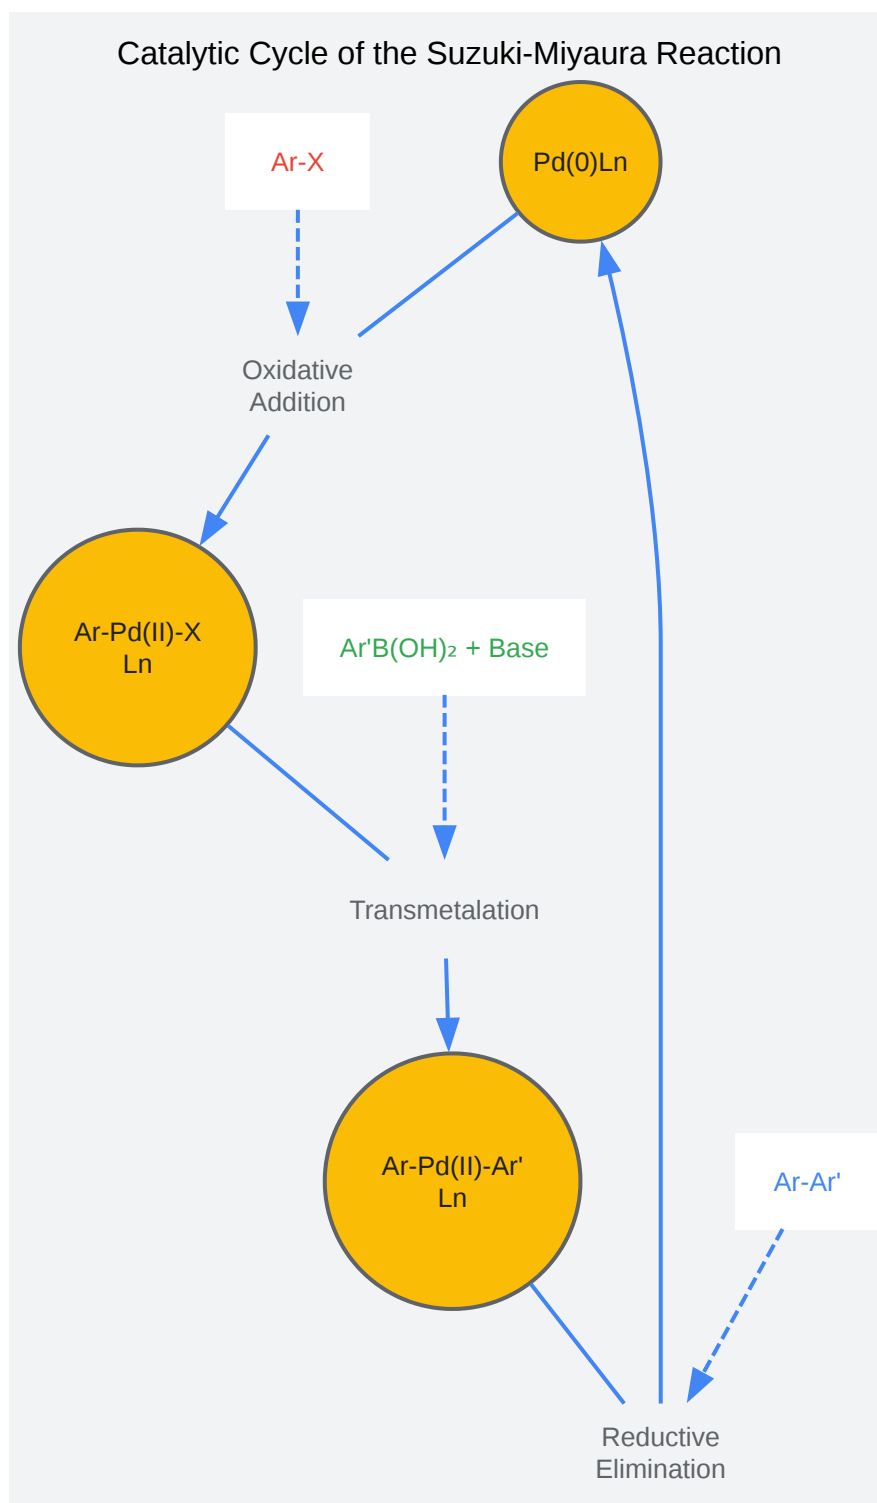 Catalytic Cycle of the Suzuki-Miyaura Reaction
Ar-X
Pd(0)Ln
Oxidative
Addition
Ar-Pd(II)-X
Ln
Ar'B(OH)₂ + Base
Transmetalation
Ar-Pd(II)-Ar'
Ln
Ar-Ar'
Reductive
Elimination